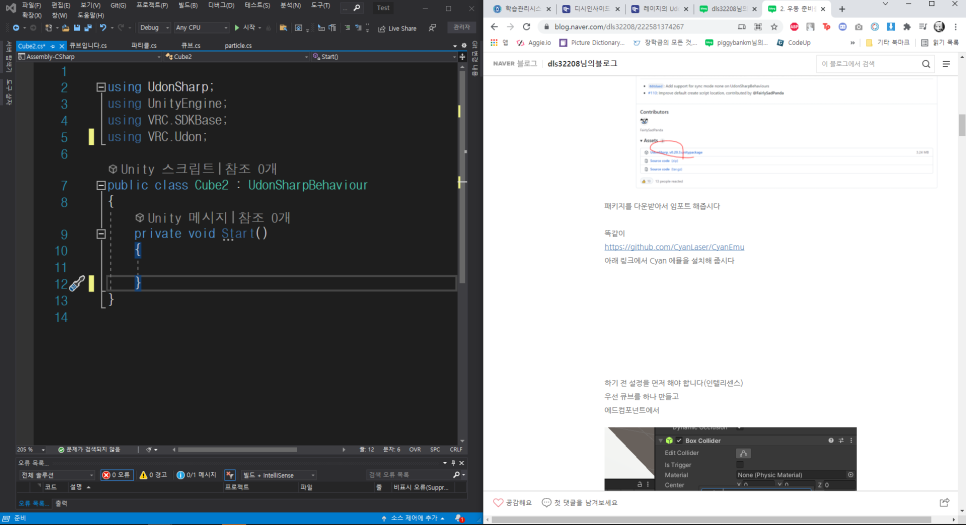 파일(F) 편집(E) 보기(V) Git(G) 프로젝트(P) 빌드(B) 디버그(D) 테스트(S) 분석(N) 도구(T) Test
확장(X) 창(W) 도움말(H)
Debug Any CPU 시작 Live Share 관리자
Cube2.cs* 큐브입니다.cs 파티클.cs 큐브.cs particle.cs
Assembly-CSharp Cube2 Start()
1
2 using UdonSharp;
3 using UnityEngine;
4 using VRC.SDKBase;
5 using VRC.Udon;
6
Unity 스크립트|참조 0개
7 public class Cube2 : UdonSharpBehaviour
8 {
Unity 메시지|참조 0개
9 private void Start()
10 {
11
12 }
13 }
14
205 % 문제가 검색되지 않음 줄: 12 문자: 6 OVR SPC CRLF
오류 목록...
전체 솔루션 0 오류 0 경고 0/1 메시지 빌드 + IntelliSense 검색 오류 목록
코드 설명 프로젝트 파일 줄 비표시 오류(Suppr...
오류 목록... 출력
준비 소스 제어에 추가 1
학습관리시스 디시인사이드 헤이지의 Ud dls32208님의 2. 우동 준비
blog.naver.com/dls32208/222581374267
앱 Aggie.io Picture Dictionary... 장학금의 모든 것,... piggybankm님의... CodeUp 기타 북마크 읽기 목록
NAVER 블로그 dls32208님의블로그 이 블로그에서 검색
Contributors
Assets
Source code
Source code
패키지를 다운받아서 임포트 해줍시다
똑같이
https://github.com/CyanLaser/CyanEmu
아래 링크에서 Cyan 에뮬을 설치해 줍시다
하기 전 설정을 먼저 해야 합니다(인텔리센스)
우선 큐브를 하나 만들고
에드컴포넌트에서
Box Collider
Edit Collider
Is Trigger
Material None (Physic Material)
Center X 0 Y 0 Z 0
공감해요 첫 댓글을 남겨보세요